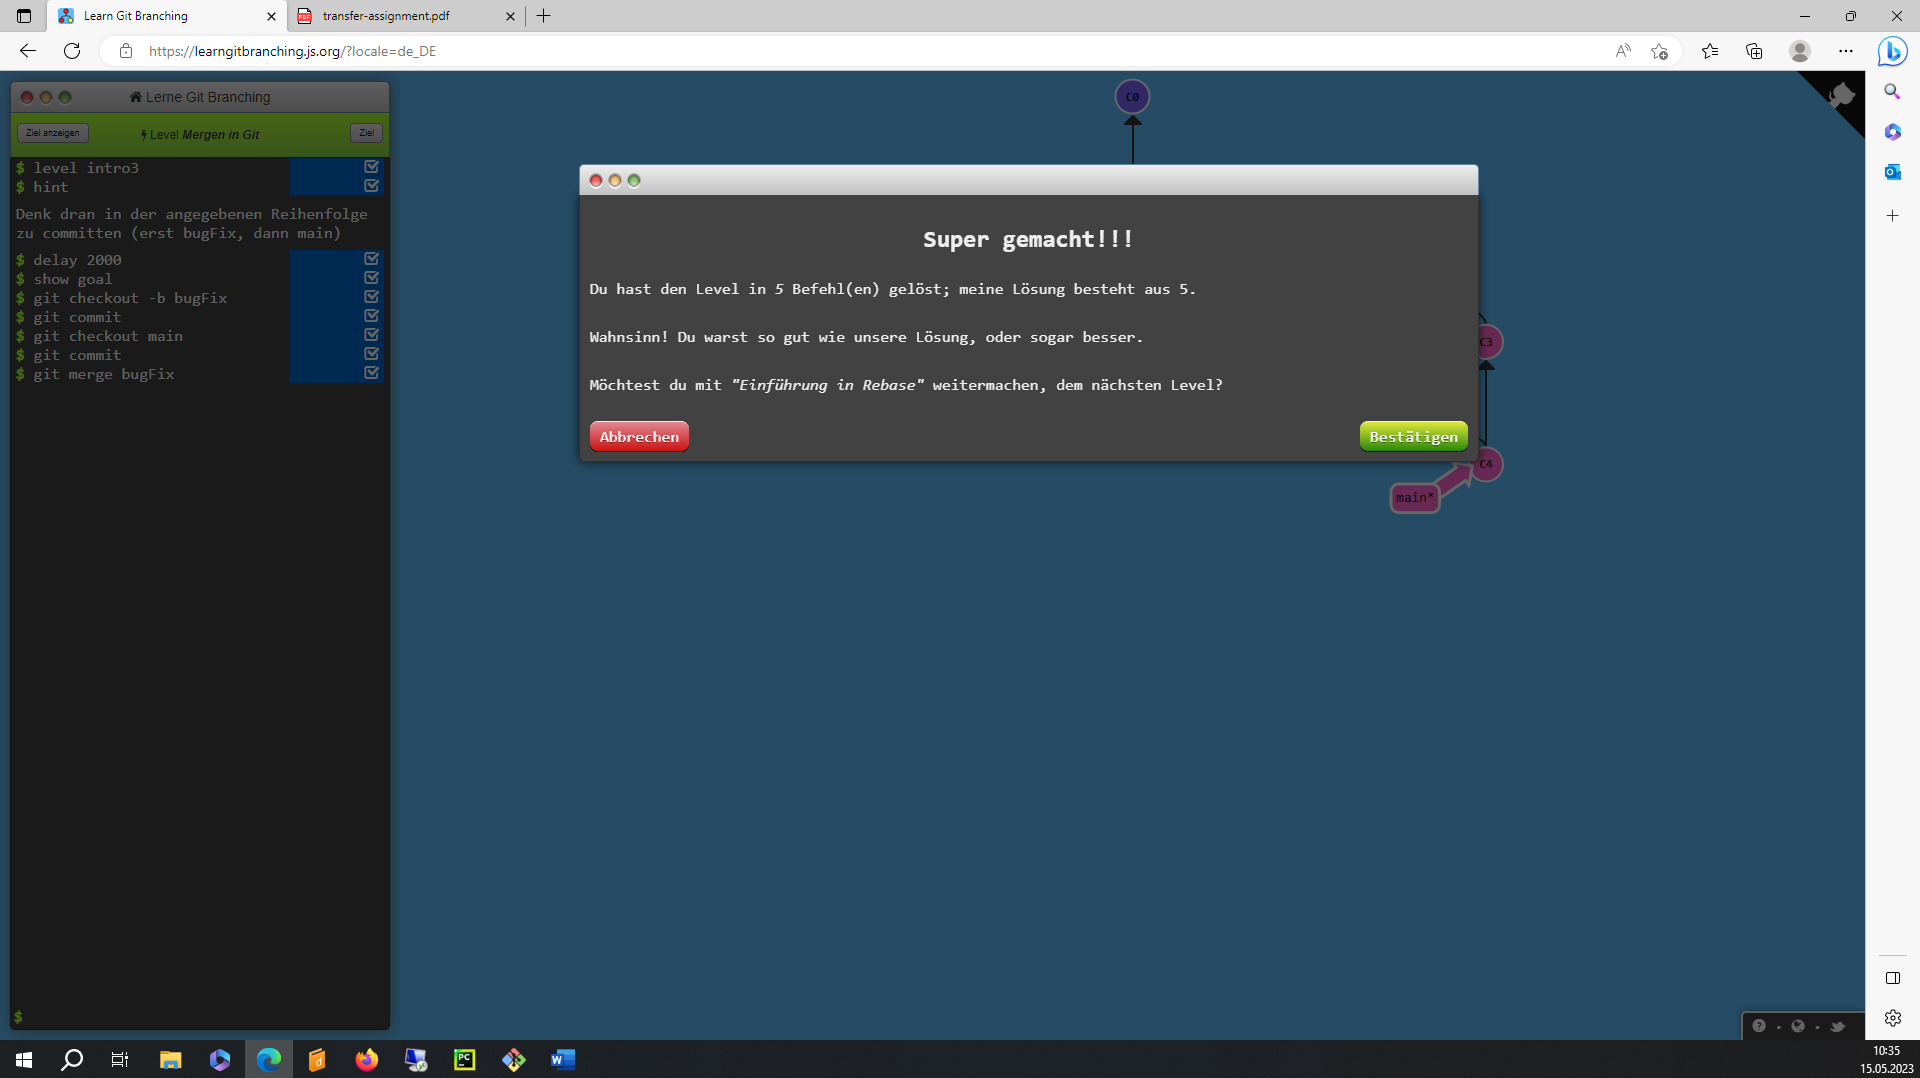 Learn Git Branching
transfer-assignment.pdf
https://learngitbranching.js.org/?locale=de_DE
Lerne Git Branching
Ziel anzeigen
Level Mergen in Git
Ziel
$ level intro3
$ hint
Denk dran in der angegebenen Reihenfolge
zu committen (erst bugFix, dann main)
$ delay 2000
$ show goal
$ git checkout -b bugFix
$ git commit
$ git checkout main
$ git commit
$ git merge bugFix
$
C0
Super gemacht!!!
Du hast den Level in 5 Befehl(en) gelöst; meine Lösung besteht aus 5.
Wahnsinn! Du warst so gut wie unsere Lösung, oder sogar besser.
Möchtest du mit "Einführung in Rebase" weitermachen, dem nächsten Level?
Abbrechen
Bestätigen
C3
C4
main*
10:35
15.05.2023